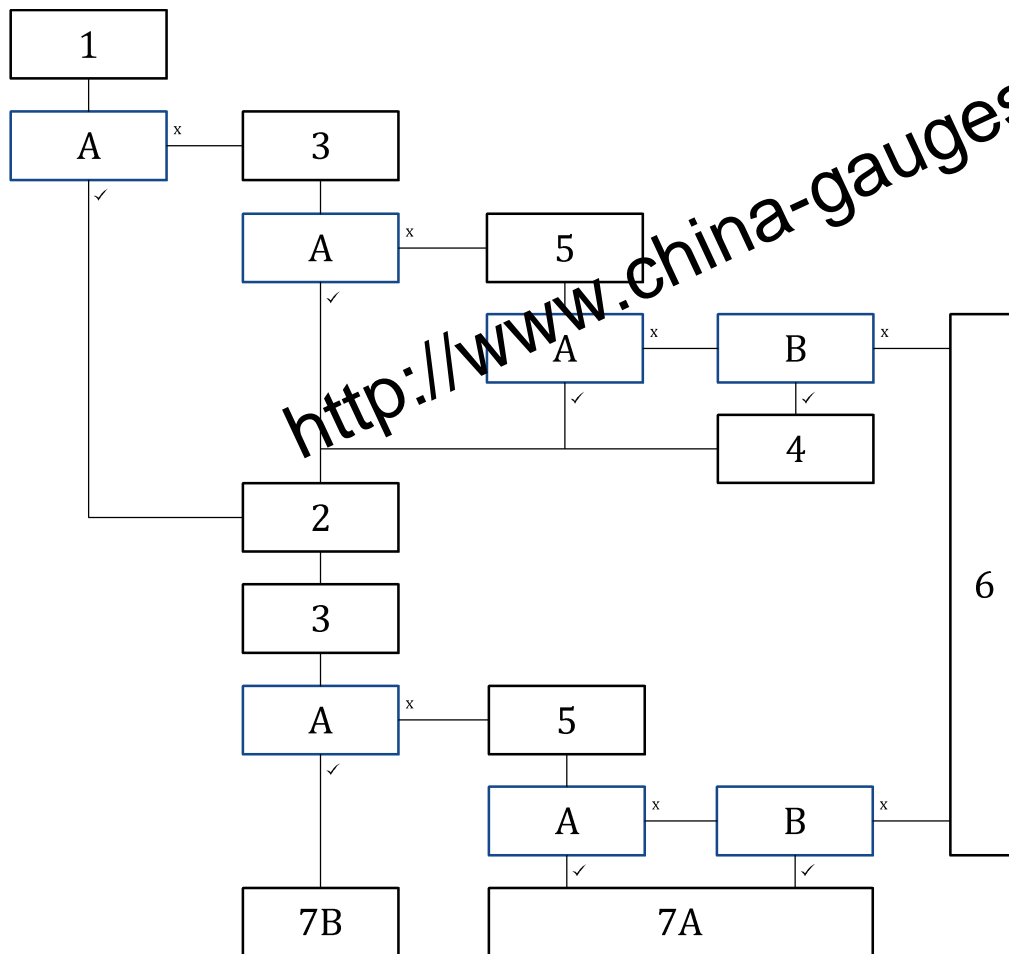 1
A x 3
✓
A x 5
✓
A x B x
✓ ✓
4
2
3
6
A x 5
✓
A x B x
✓ ✓
7B 7A
http://www.china-gauges